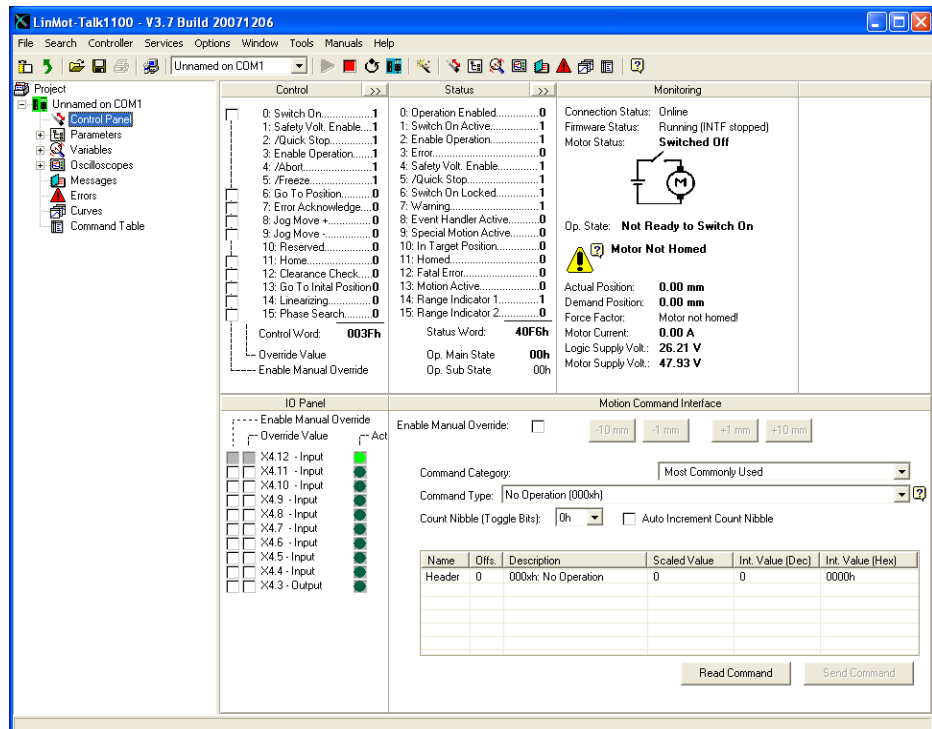 LinMot-Talk1100 - V3.7 Build 20071206
File Search Controller Services Options Window Tools Manuals Help
Unnamed on COM1
Project
Unnamed on COM1
Control Panel
Parameters
Variables
Oscilloscopes
Messages
Errors
Curves
Command Table
Control >>
0: Switch On...............1
1: Safety Volt. Enable....1
2: /Quick Stop.............1
3: Enable Operation.......1
4: /Abort..................1
5: /Freeze.................1
6: Go To Position..........0
7: Error Acknowledge....0
8: Jog Move +............0
9: Jog Move -.............0
10: Reserved...............0
11: Home..................0
12: Clearance Check.....0
13: Go To Inital Position0
14: Linearizing............0
15: Phase Search.........0
Control Word: 003Fh
Override Value
Enable Manual Override
Status >>
0: Operation Enabled.........0
1: Switch On Active...........1
2: Enable Operation...........1
3: Error........................0
4: Safety Volt. Enable........1
5: /Quick Stop................1
6: Switch On Locked..........1
7: Warning....................1
8: Event Handler Active.......0
9: Special Motion Active......0
10: In Target Position.........0
11: Homed.....................0
12: Fatal Error.................0
13: Motion Active.............0
14: Range Indicator 1.........1
15: Range Indicator 2.........0
Status Word: 40F6h
Op. Main State 00h
Op. Sub State 00h
Monitoring
Connection Status: Online
Firmware Status: Running (INTF stopped)
Motor Status: Switched Off
M
Op. State: Not Ready to Switch On
Motor Not Homed
Actual Position: 0.00 mm
Demand Position: 0.00 mm
Force Factor: Motor not homed!
Motor Current: 0.00 A
Logic Supply Volt.: 26.21 V
Motor Supply Volt.: 47.93 V
IO Panel
Enable Manual Override
Override Value Act
X4.12 - Input
X4.11 - Input
X4.10 - Input
X4.9 - Input
X4.8 - Input
X4.7 - Input
X4.6 - Input
X4.5 - Input
X4.4 - Input
X4.3 - Output
Motion Command Interface
Enable Manual Override: -10 mm -1 mm +1 mm +10 mm
Command Category: Most Commonly Used
Command Type: No Operation (000xh)
Count Nibble (Toggle Bits): 0h Auto Increment Count Nibble
Name Offs. Description Scaled Value Int. Value (Dec) Int. Value (Hex)
Header 0 000xh: No Operation 0 0 0000h
Read Command Send Command